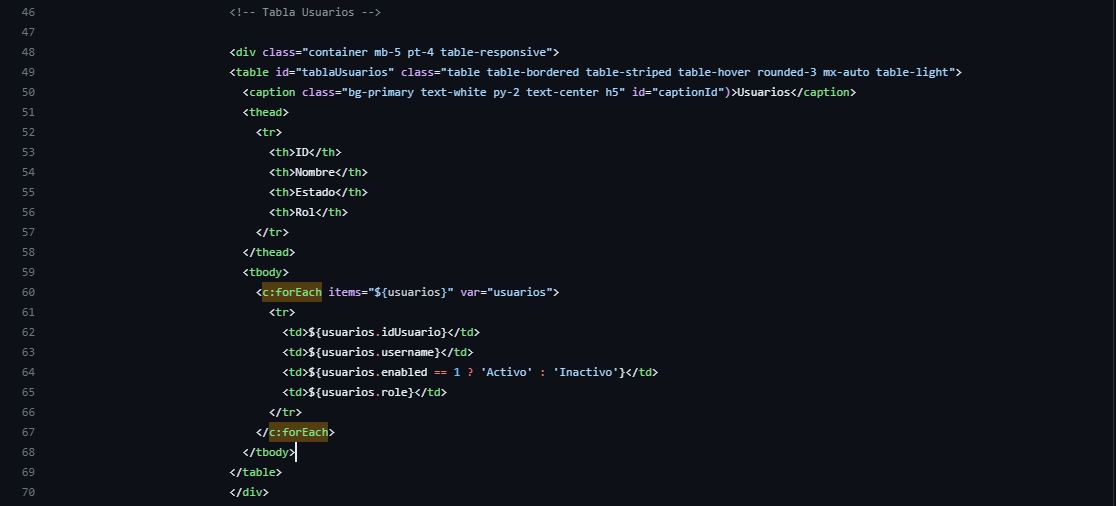 46 <!-- Tabla Usuarios -->
47
48 <div class="container mb-5 pt-4 table-responsive">
49 <table id="tablaUsuarios" class="table table-bordered table-striped table-hover rounded-3 mx-auto table-light">
50 <caption class="bg-primary text-white py-2 text-center h5" id="captionId")>Usuarios</caption>
51 <thead>
52 <tr>
53 <th>ID</th>
54 <th>Nombre</th>
55 <th>Estado</th>
56 <th>Rol</th>
57 </tr>
58 </thead>
59 <tbody>
60 <c:forEach items="${usuarios}" var="usuarios">
61 <tr>
62 <td>${usuarios.idUsuario}</td>
63 <td>${usuarios.username}</td>
64 <td>${usuarios.enabled == 1 ? 'Activo' : 'Inactivo'}</td>
65 <td>${usuarios.role}</td>
66 </tr>
67 </c:forEach>
68 </tbody>
69 </table>
70 </div>